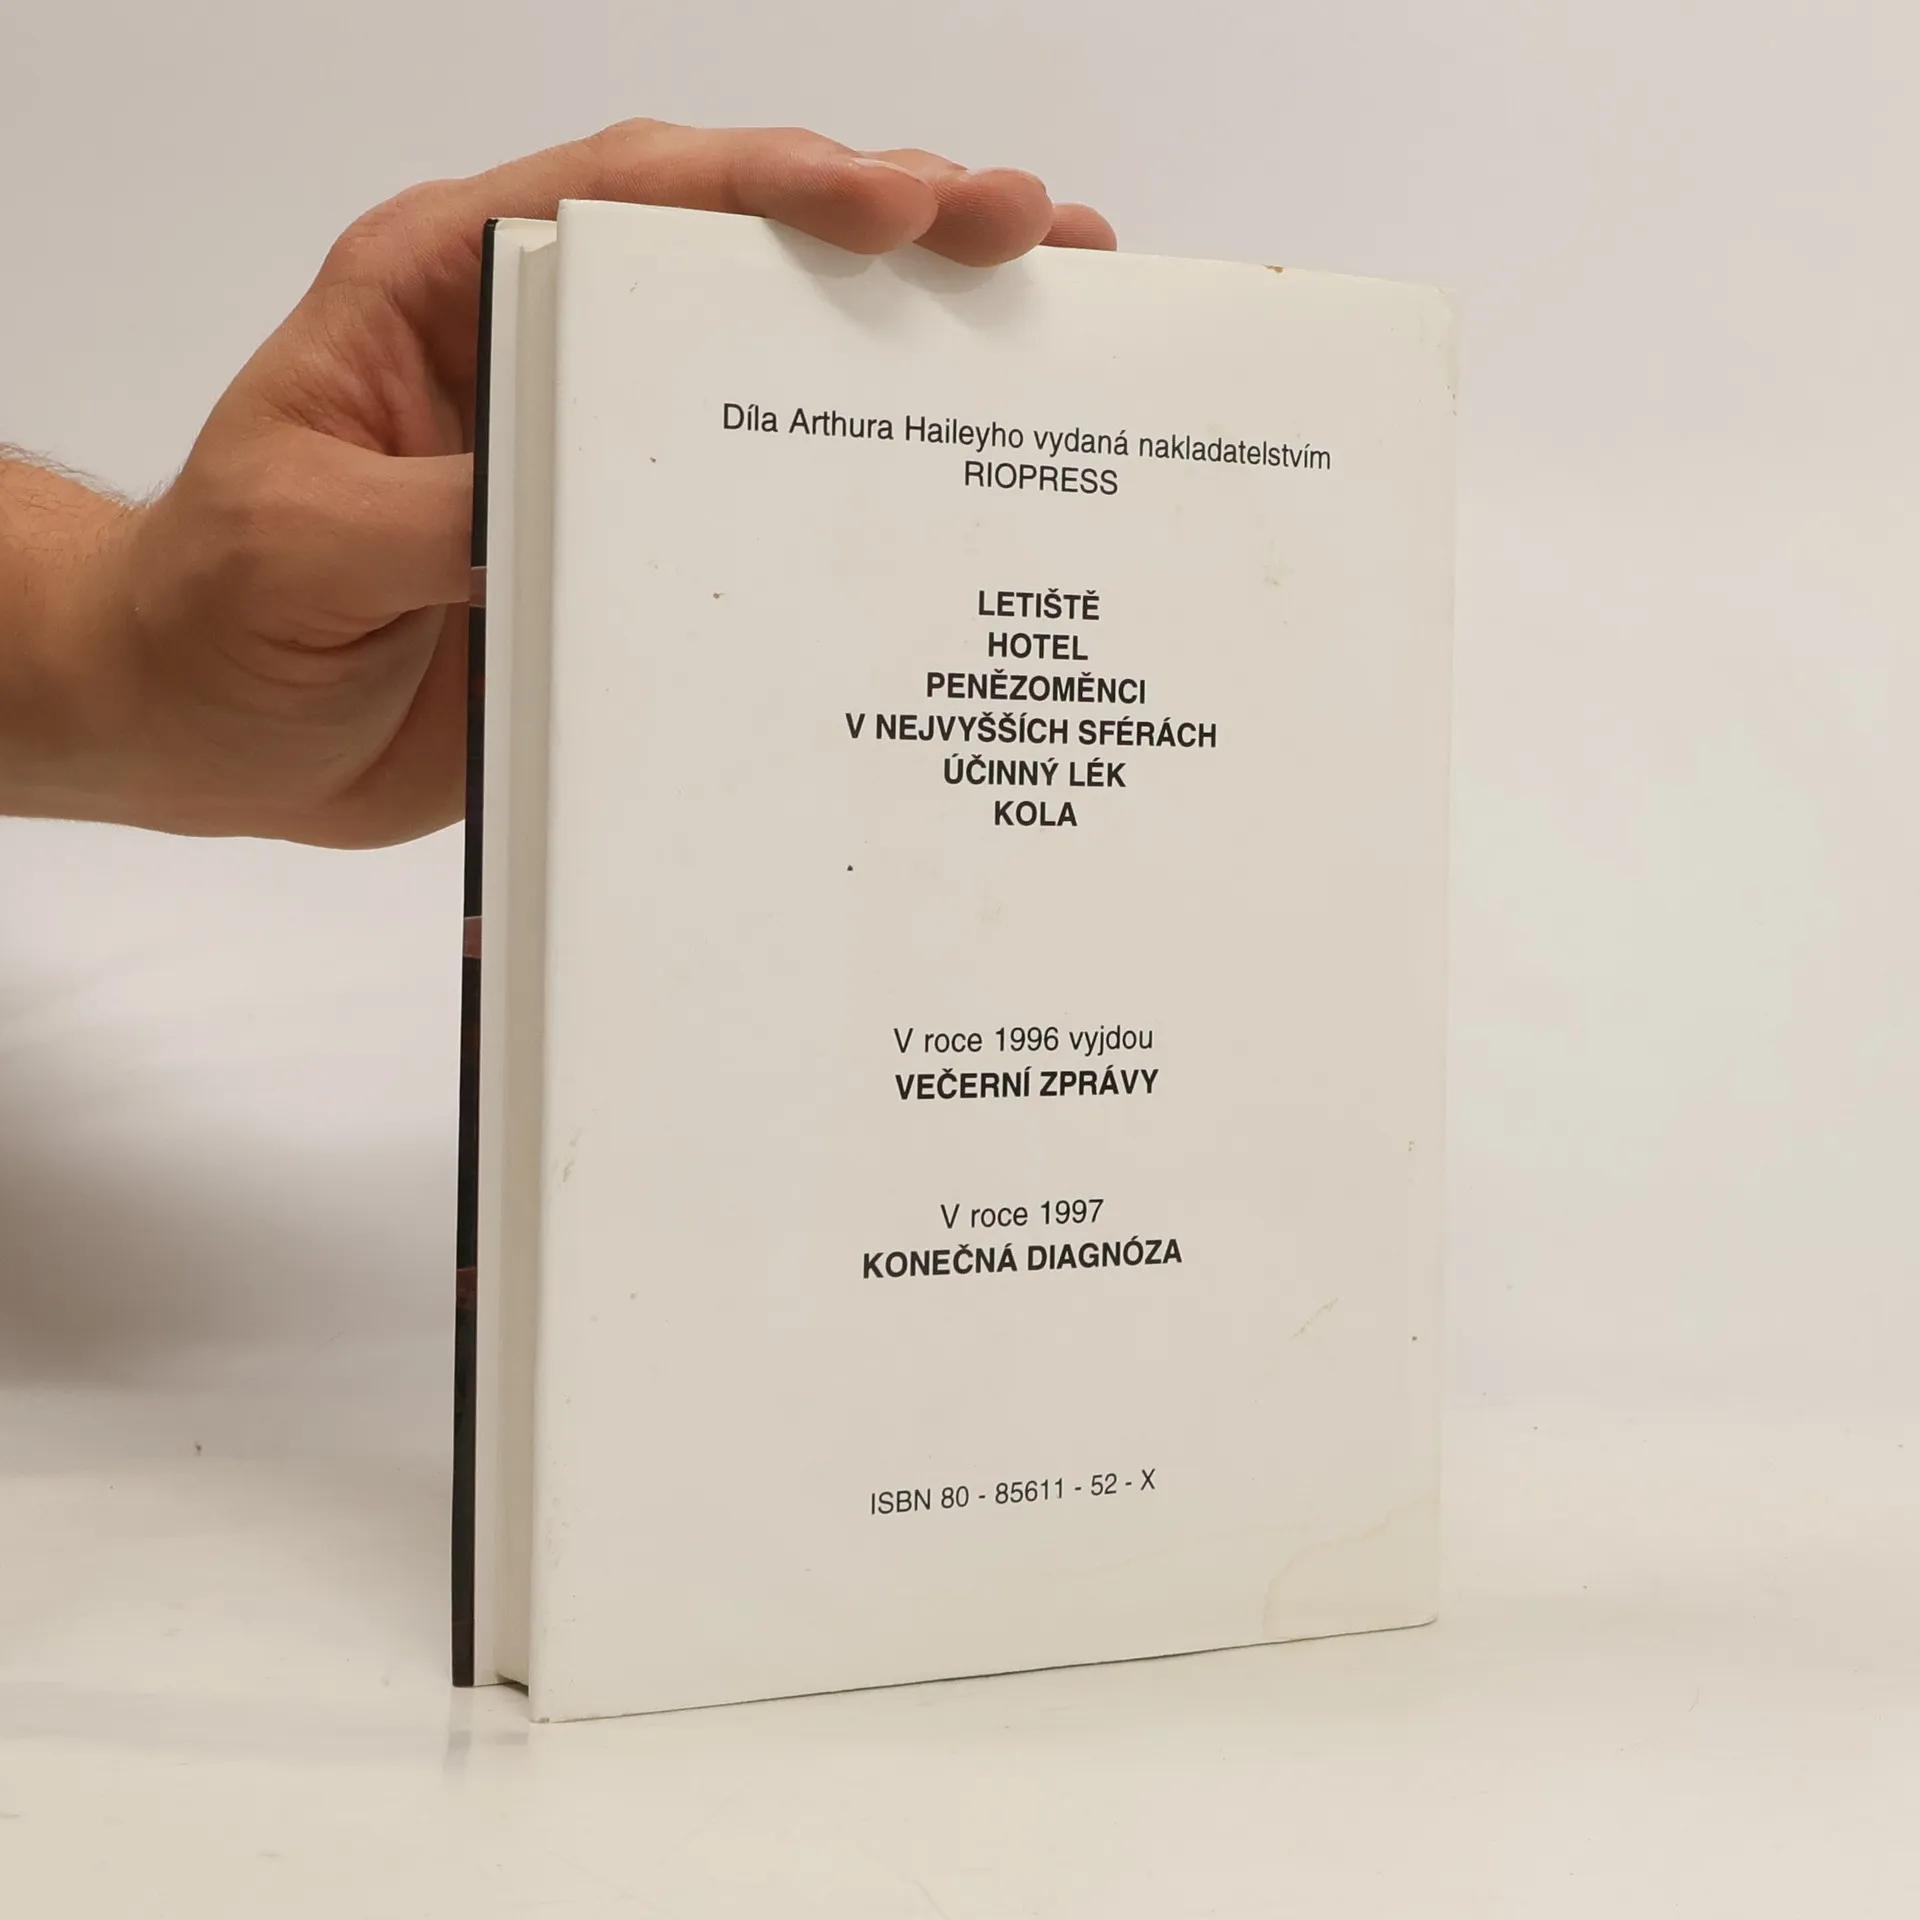 Díla Arthura Haileyho vydaná nakladatelstvím
RIOPRESS
LETIŠTĚ
HOTEL
PENĚZOMĚNCI
V NEJVYŠŠÍCH SFÉRÁCH
ÚČINNÝ LÉK
KOLA
V roce 1996 vyjdou
VEČERNÍ ZPRÁVY
V roce 1997
KONEČNÁ DIAGNÓZA
ISBN 80 - 85611 - 52 - X